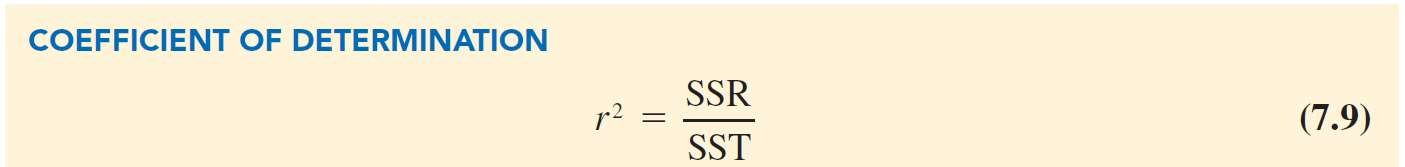 COEFFICIENT OF DETERMINATION
r² = SSR / SST (7.9)